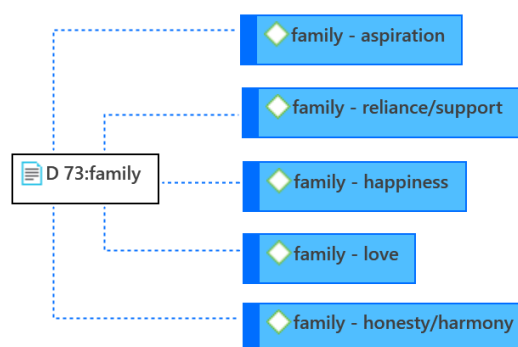 family - aspiration
family - reliance/support
D 73:family
family - happiness
family - love
family - honesty/harmony